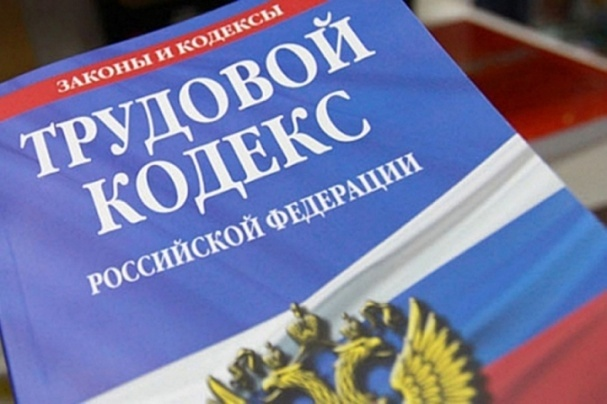 ЗАКОНЫ И КОДЕКСЫ
ТРУДОВОЙ
КОДЕКС
РОССИЙСКОЙ ФЕДЕРАЦИИ